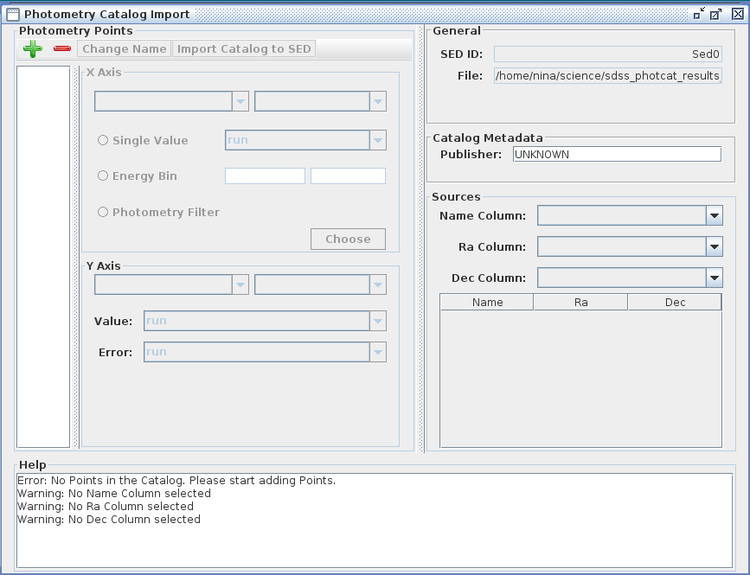 Photometry Catalog Import
Photometry Points
Change Name
Import Catalog to SED
X Axis
Single Value
run
Energy Bin
Photometry Filter
Choose
Y Axis
Value:
run
Error:
run
General
SED ID:
Sed0
File:
/home/nina/science/sdss_photcat_results
Catalog Metadata
Publisher:
UNKNOWN
Sources
Name Column:
Ra Column:
Dec Column:
Name Ra Dec
Help
Error: No Points in the Catalog. Please start adding Points.
Warning: No Name Column selected
Warning: No Ra Column selected
Warning: No Dec Column selected